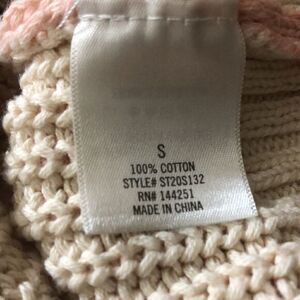 S
100% COTTON
STYLE# ST20S132
RN# 144251
MADE IN CHINA